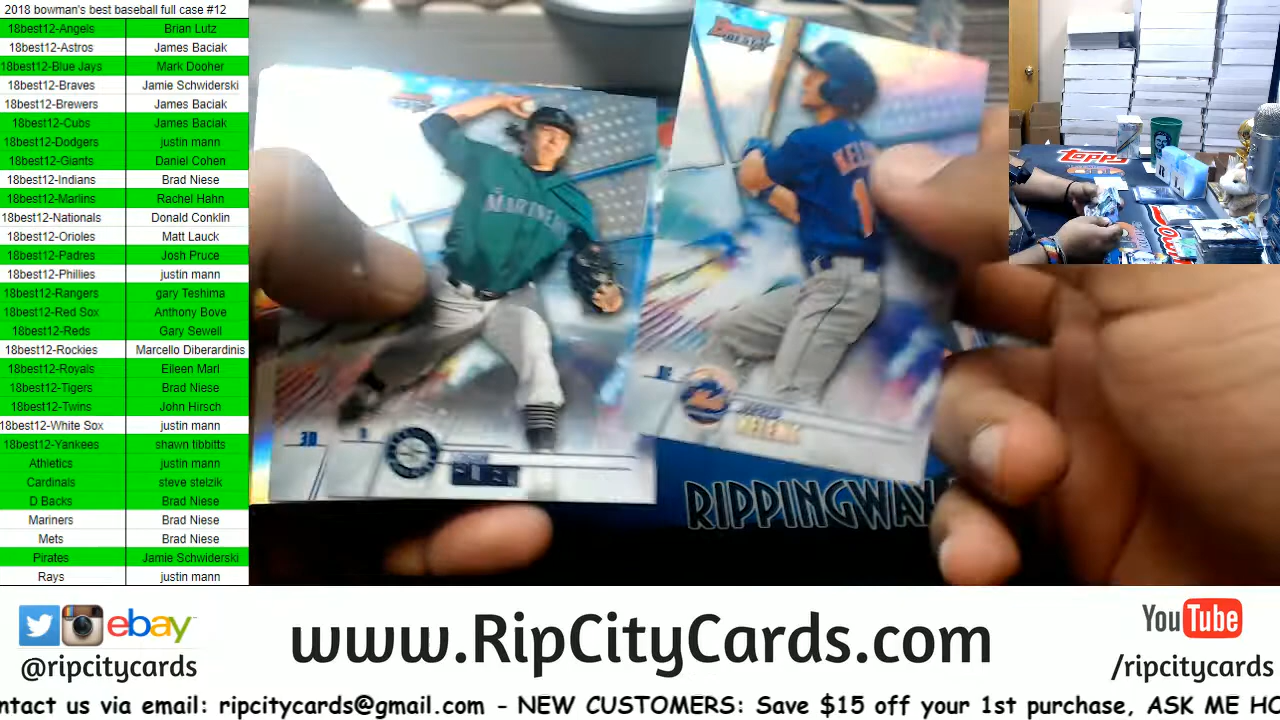 2018 bowman's best baseball full case #12
18best12-Angels Brian Lutz
18best12-Astros James Baciak
18best12-Blue Jays Mark Dooher
18best12-Braves Jamie Schwiderski
18best12-Brewers James Baciak
18best12-Cubs James Baciak
18best12-Dodgers justin mann
18best12-Giants Daniel Cohen
18best12-Indians Brad Niese
18best12-Marlins Rachel Hahn
18best12-Nationals Donald Conklin
18best12-Orioles Matt Lauck
18best12-Padres Josh Pruce
18best12-Phillies justin mann
18best12-Rangers gary Teshima
18best12-Red Sox Anthony Bove
18best12-Reds Gary Sewell
18best12-Rockies Marcello Diberardinis
18best12-Royals Eileen Marl
18best12-Tigers Brad Niese
18best12-Twins John Hirsch
18best12-White Sox justin mann
18best12-Yankees shawn tibbitts
Athletics justin mann
Cardinals steve stelzik
D Backs Brad Niese
Mariners Brad Niese
Mets Brad Niese
Pirates Jamie Schwiderski
Rays justin mann
MARINE
KEL
1
RIPPINGWAX
topps
ebay
@ripcitycards
www.RipCityCards.com
YouTube
/ripcitycards
ntact us via email: ripcitycards@gmail.com - NEW CUSTOMERS: Save $15 off your 1st purchase, ASK ME HO